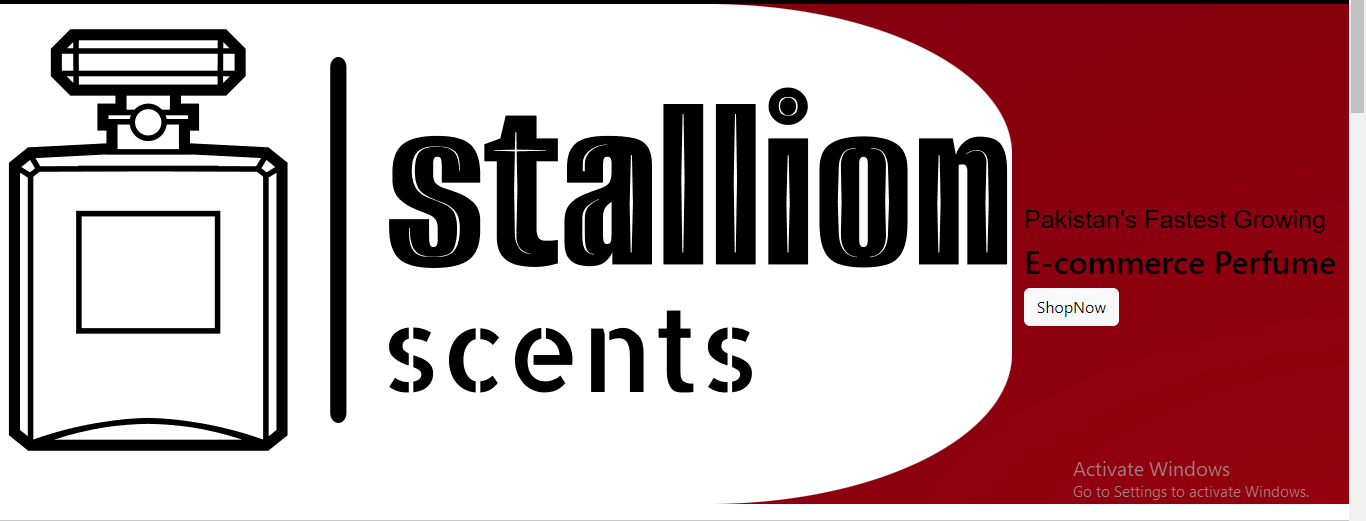 stallion
scents
Pakistan's Fastest Growing
E-commerce Perfume
ShopNow
Activate Windows
Go to Settings to activate Windows.